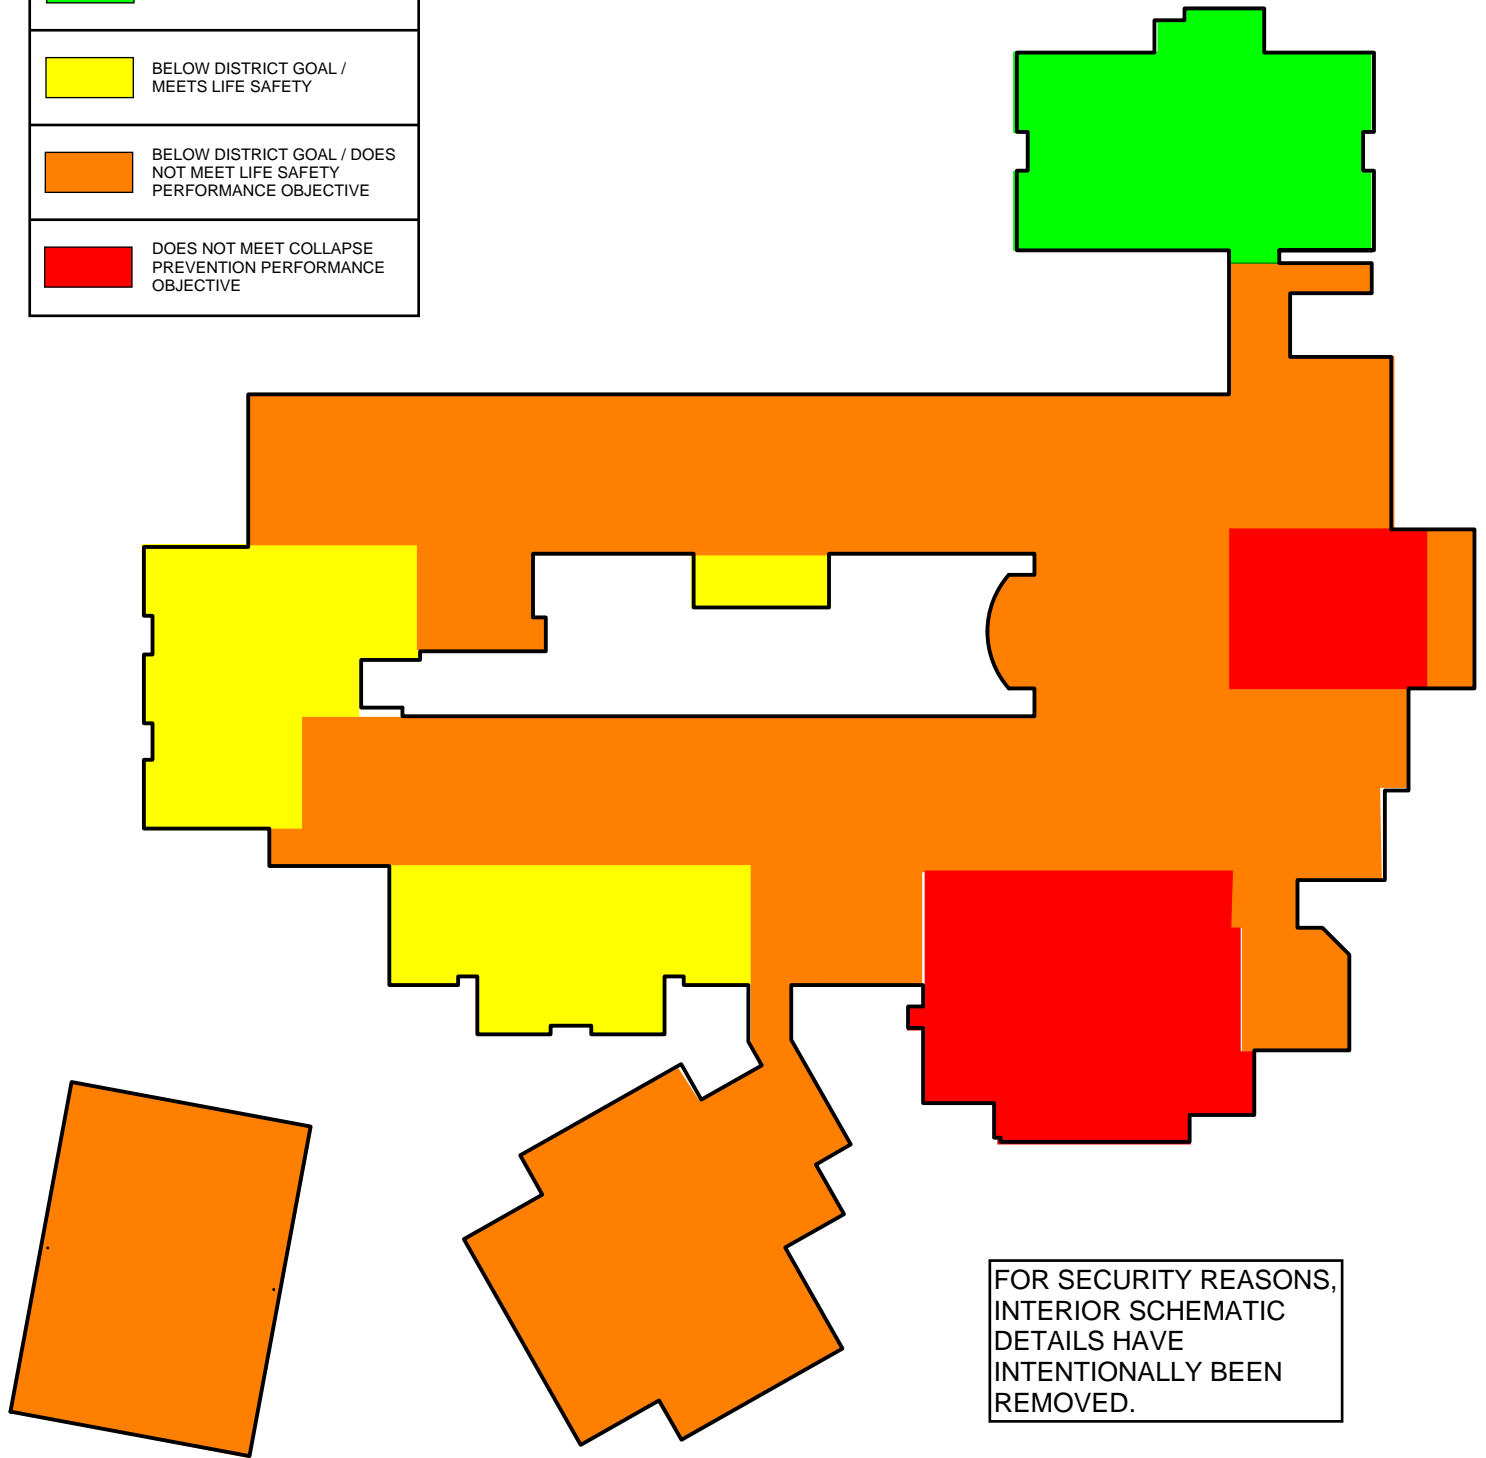 BELOW DISTRICT GOAL /
MEETS LIFE SAFETY
BELOW DISTRICT GOAL / DOES
NOT MEET LIFE SAFETY
PERFORMANCE OBJECTIVE
DOES NOT MEET COLLAPSE
PREVENTION PERFORMANCE
OBJECTIVE
FOR SECURITY REASONS,
INTERIOR SCHEMATIC
DETAILS HAVE
INTENTIONALLY BEEN
REMOVED.